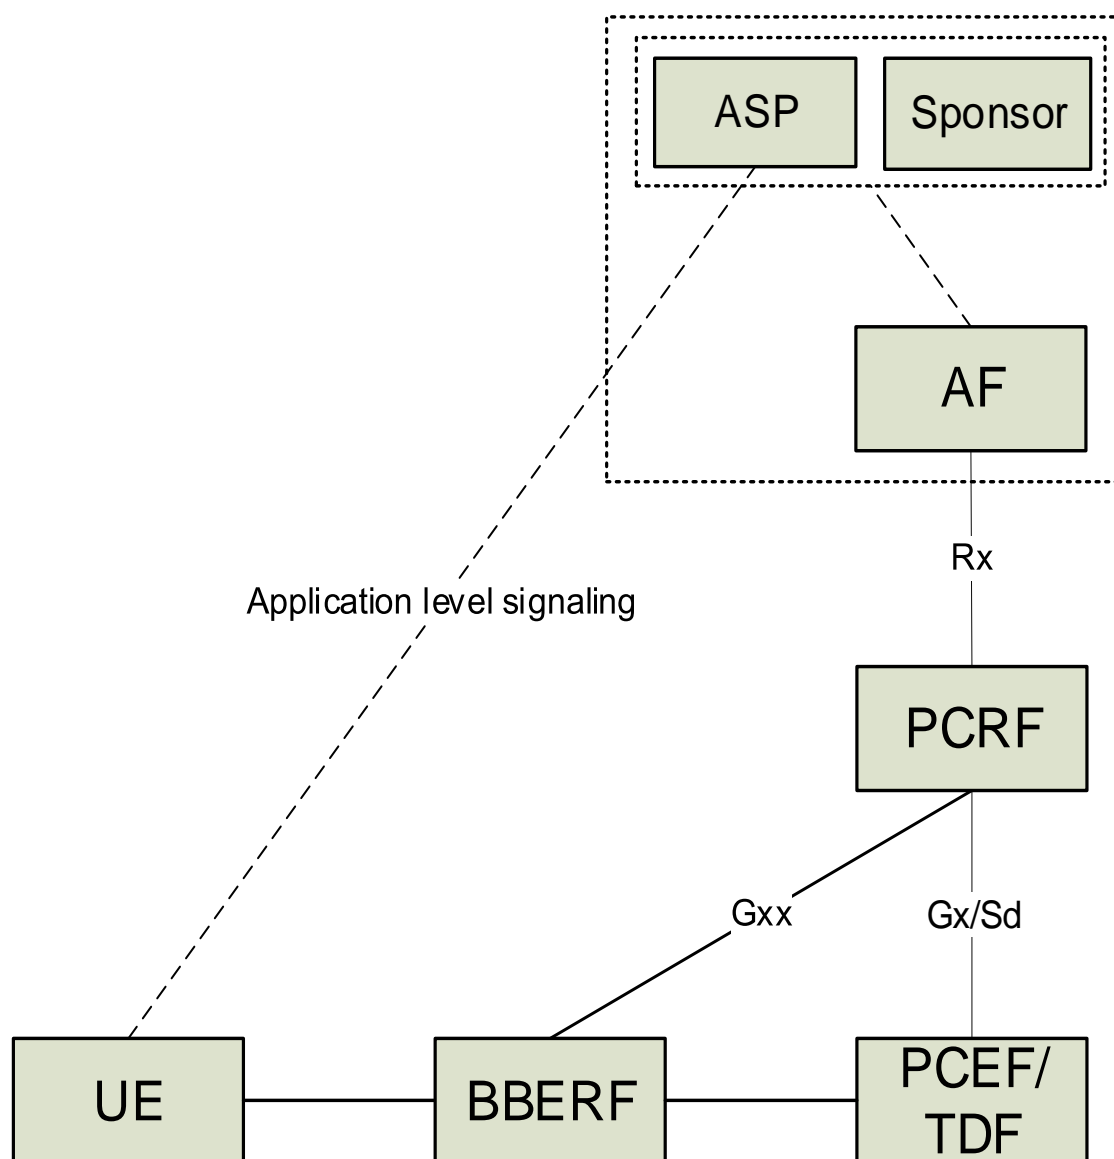 ASP
Sponsor
AF
Rx
Application level signaling
PCRF
Gxx
Gx/Sd
UE
BBERF
PCEF/
TDF